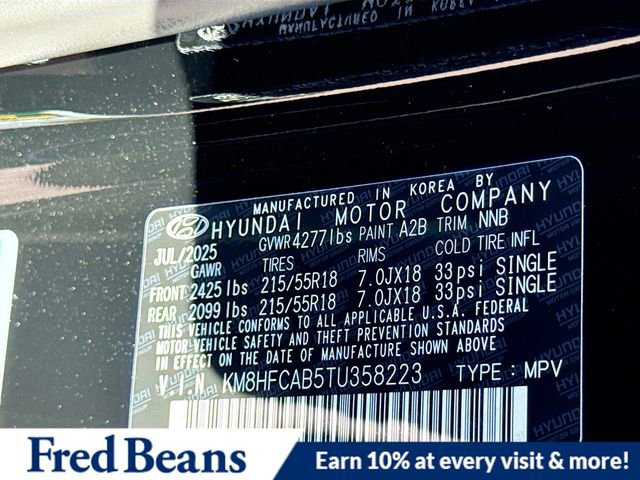 MANUFACTURED IN KOREA BY
HYUNDAI MOTOR COMPANY
JUL/2025 GVWR 4277 lbs PAINT A2B TRIM NNB
GAWR TIRES RIMS COLD TIRE INFL
FRONT 2425 lbs 215/55R18 7.0JX18 33psi SINGLE
REAR 2099 lbs 215/55R18 7.0JX18 33psi SINGLE
THIS VEHICLE CONFORMS TO ALL APPLICABLE U.S.A. FEDERAL
MOTOR VEHICLE SAFETY AND THEFT PREVENTION STANDARDS
IN EFFECT ON THE DATE OF MANUFACTURE SHOWN ABOVE.
V.I.N. KM8HFCAB5TU358223 TYPE : MPV
Fred Beans
Earn 10% at every visit & more!